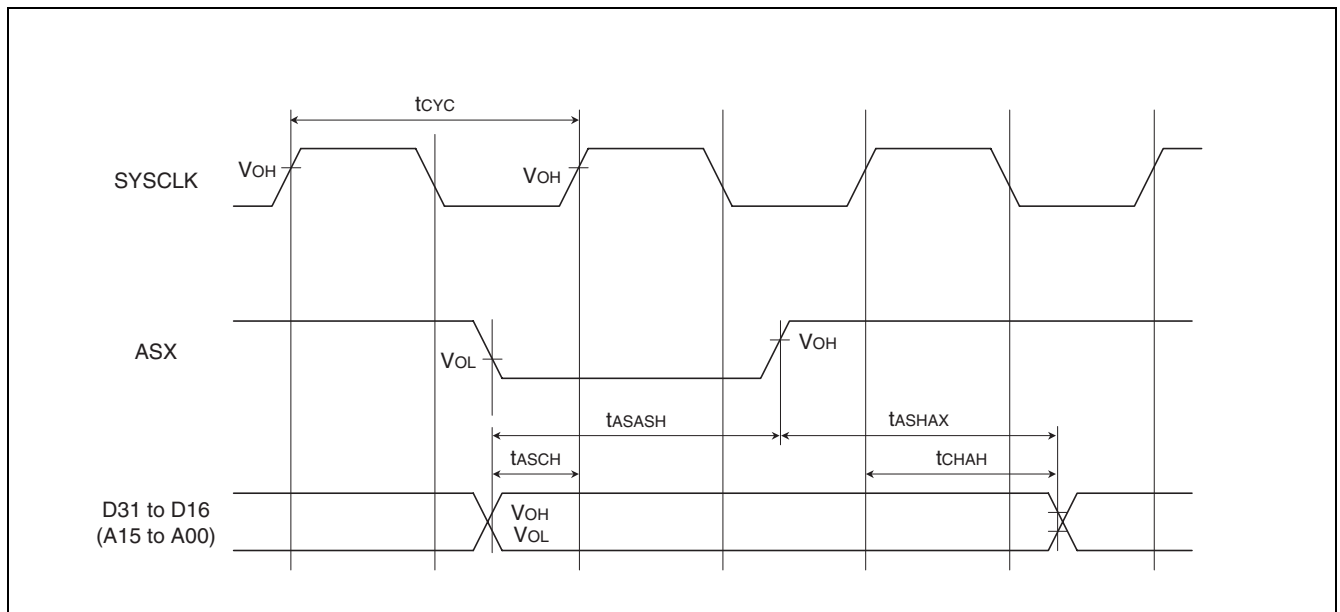 tCYC
VOH
VOH
SYSCLK
ASX
VOL
VOH
tASASH
tASHAX
tASCH
tCHAH
D31 to D16
(A15 to A00)
VOH
VOL